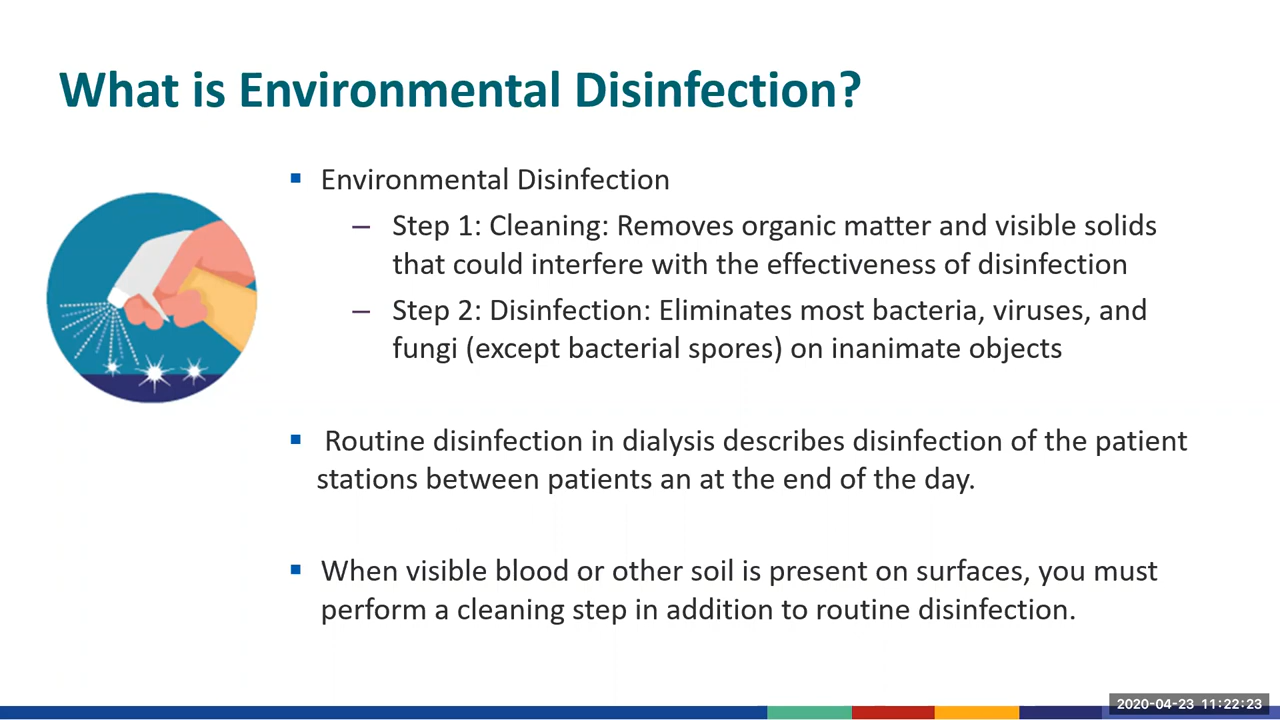 What is Environmental Disinfection?
▪ Environmental Disinfection
– Step 1: Cleaning: Removes organic matter and visible solids
that could interfere with the effectiveness of disinfection
– Step 2: Disinfection: Eliminates most bacteria, viruses, and
fungi (except bacterial spores) on inanimate objects
▪ Routine disinfection in dialysis describes disinfection of the patient
stations between patients an at the end of the day.
▪ When visible blood or other soil is present on surfaces, you must
perform a cleaning step in addition to routine disinfection.
2020-04-23 11:22:23